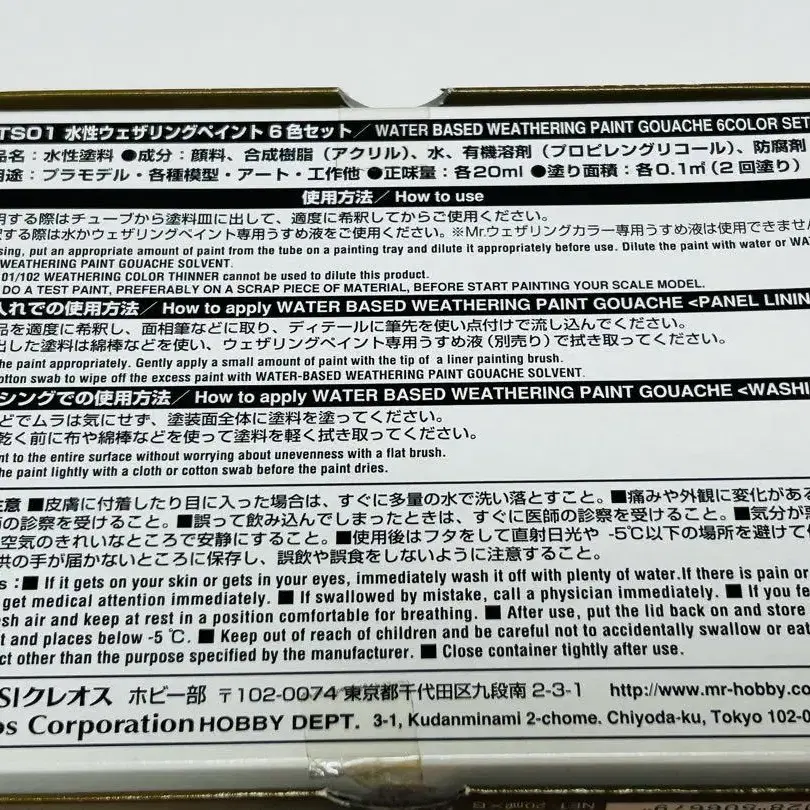 TS01 水性ウェザリングペイント6色セット/ WATER BASED WEATHERING PAINT GOUACHE 6COLOR SET
品名：水性塗料 ●成分：顔料、合成樹脂（アクリル）、水、有機溶剤（プロピレングリコール）、防腐剤
用途：プラモデル・各種模型・アート・工作他 ●正味量：各20ml ●塗り面積：各0.1㎡(2回塗り)
使用方法/ How to use
用する際はチューブから塗料皿に出して、適度に希釈してからご使用ください。
する際は水かウェザリングペイント専用うすめ液をご使用ください。※Mr.ウェザリングカラー専用うすめ液は使用できませ
sing, put an appropriate amount of paint from the tube on a painting tray and dilute it appropriately before use. Dilute the paint with water or WA
WEATHERING PAINT GOUACHE SOLVENT.
01/102 WEATHERING COLOR THINNER cannot be used to dilute this product.
DO A TEST PAINT, PREFERABLY ON A SCRAP PIECE OF MATERIAL, BEFORE START PAINTING YOUR SCALE MODEL.
入れでの使用方法/ How to apply WATER BASED WEATHERING PAINT GOUACHE <PANEL LININ
品を適度に希釈し、面相筆などに取り、ディテールに筆先を使い点付けで流し込んでください。
出した塗料は綿棒などを使い、ウェザリングペイント専用うすめ液（別売り）で拭き取ってください。
he paint appropriately. Gently apply a small amount of paint with the tip of a liner painting brush.
otton swab to wipe off the excess paint with WATER-BASED WEATHERING PAINT GOUACHE SOLVENT.
シングでの使用方法/ How to apply WATER BASED WEATHERING PAINT GOUACHE <WASHI
どでムラは気にせず、塗装面全体に塗料を塗ってください。
乾く前に布や綿棒などを使って塗料を軽く拭き取ってください。
nt to the entire surface without worrying about unevenness with a flat brush.
he paint lightly with a cloth or cotton swab before the paint dries.
注意 ■皮膚に付着したり目に入った場合は、すぐに多量の水で洗い落とすこと。■痛みや外観に変化がある
の診察を受けること。■誤って飲み込んでしまったときは、すぐに医師の診察を受けること。■気分が
空気のきれいなところで安静にすること。■使用後はフタをして直射日光や -5℃以下の場所を避けて
供の手が届かないところに保存し、誤飲や誤食をしないように注意すること。
s : ■ If it gets on your skin or gets in your eyes, immediately wash it off with plenty of water.If there is pain or
get medical attention immediately. ■ If swallowed by mistake, call a physician immediately. ■ If you fe
sh air and keep at rest in a position comfortable for breathing. ■ After use, put the lid back on and store
t and places below -5 ℃. ■ Keep out of reach of children and be careful not to accidentally swallow or eat
ct other than the purpose specified by the manufacturer. ■ Close container tightly after use.
SIクレオス ホビー部 〒102-0074 東京都千代田区九段南 2-3-1 http://www.mr-hobby.co
os Corporation HOBBY DEPT. 3-1, Kudanminami 2-chome. Chiyoda-ku, Tokyo 102-0